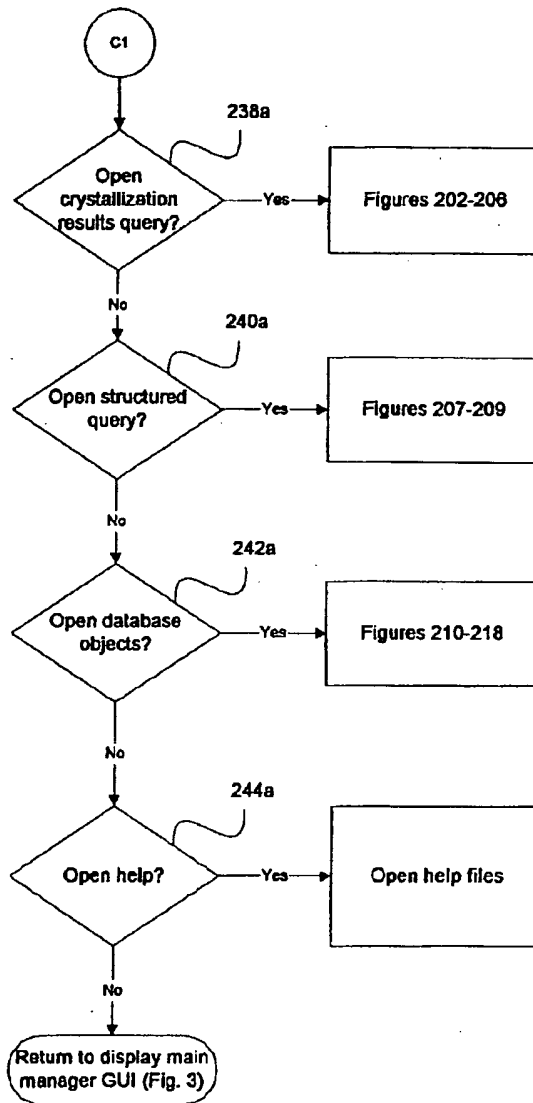 C1
238a
Open
crystallization
results query?
Yes
Figures 202-206
No
240a
Open structured
query?
Yes
Figures 207-209
No
242a
Open database
objects?
Yes
Figures 210-218
No
244a
Open help?
Yes
Open help files
No
Return to display main
manager GUI (Fig. 3)